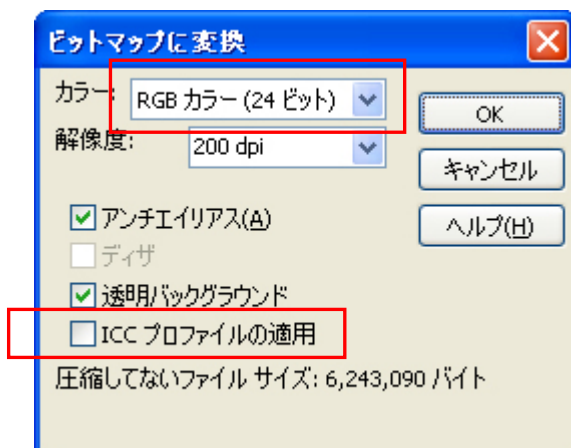 ビットマップに変換
カラー: RGB カラー (24 ビット)
解像度: 200 dpi
OK
キャンセル
ヘルプ(H)
アンチエイリアス(A)
ディザ
透明バックグラウンド
ICC プロファイルの適用
圧縮してないファイル サイズ: 6,243,090 バイト